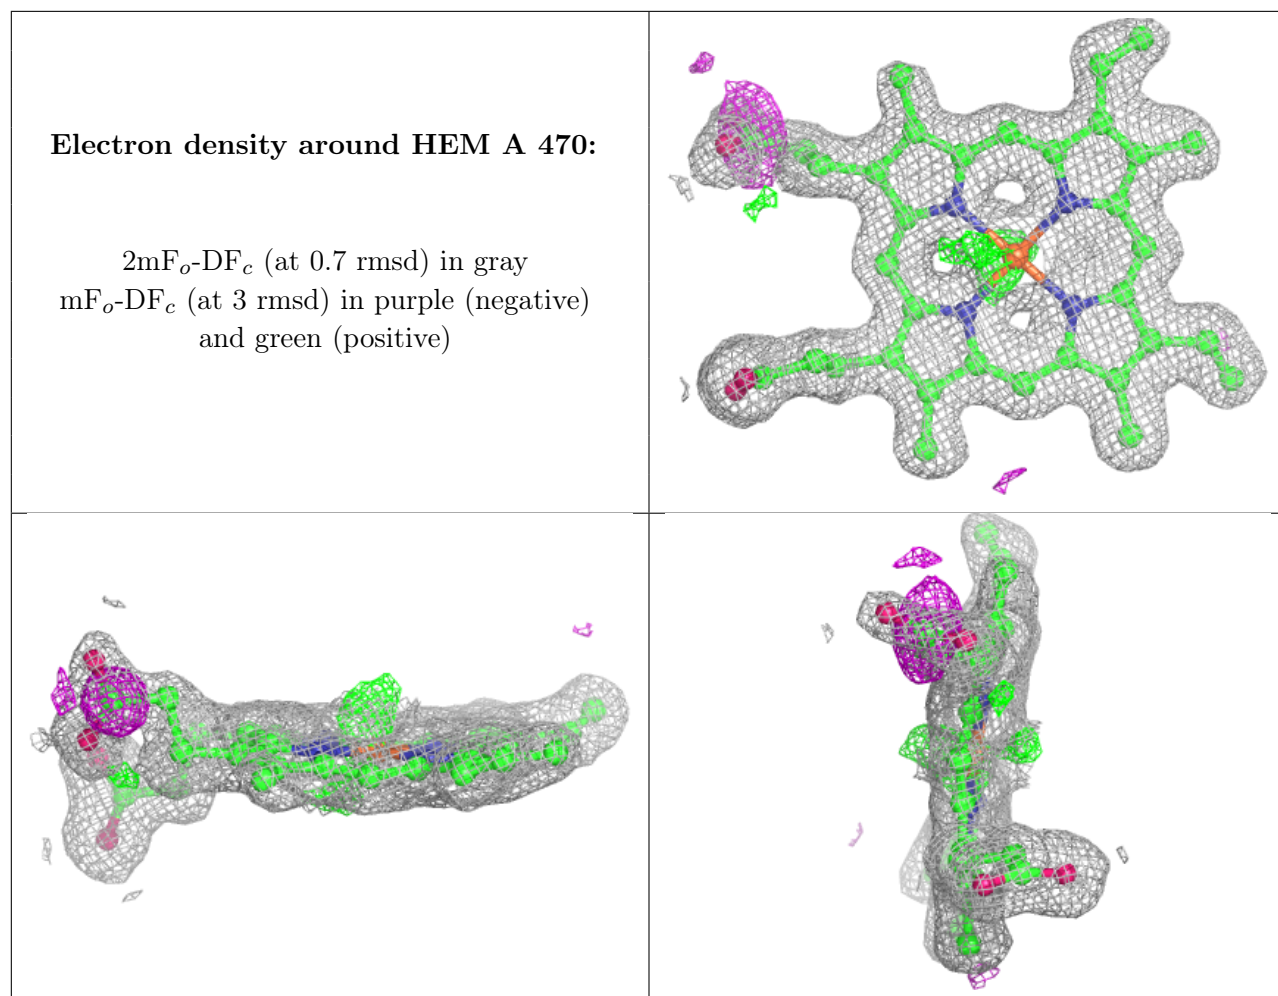 Electron density around HEM A 470:
2mFₒ-DF𝒸 (at 0.7 rmsd) in gray
mFₒ-DF𝒸 (at 3 rmsd) in purple (negative)
and green (positive)